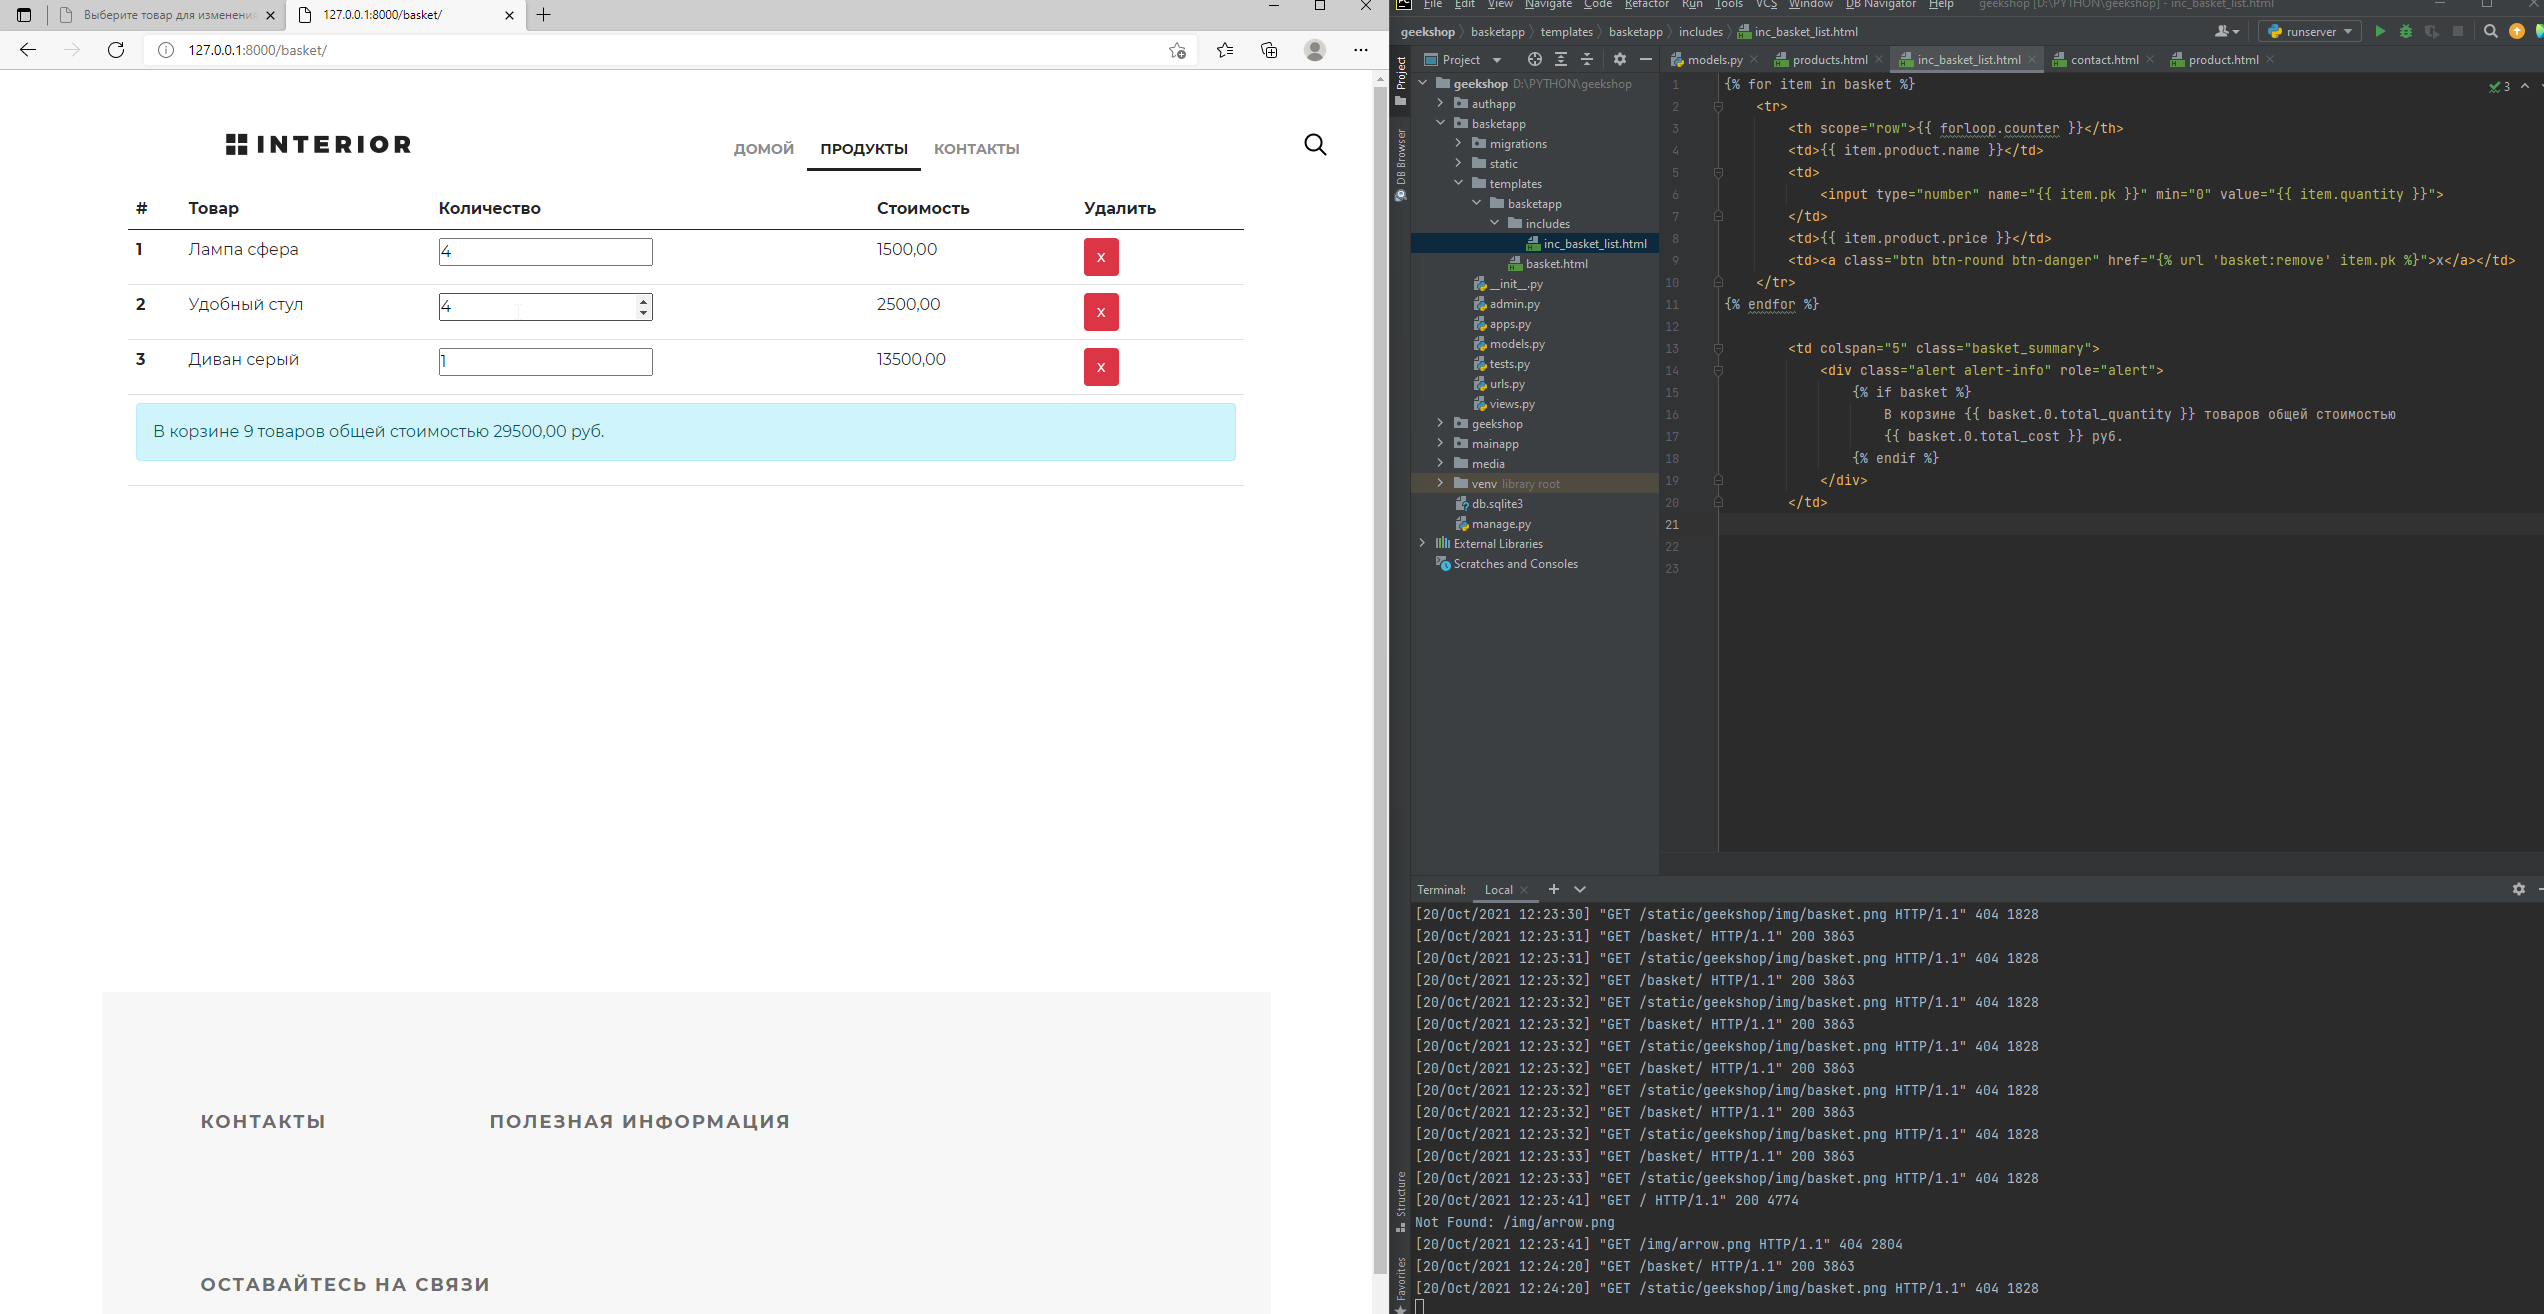 Выберите товар для изменения
127.0.0.1:8000/basket/
127.0.0.1:8000/basket/
INTERIOR
ДОМОЙ ПРОДУКТЫ КОНТАКТЫ
# Товар Количество Стоимость Удалить
1 Лампа сфера 4 1500,00 x
2 Удобный стул 4 2500,00 x
3 Диван серый 1 13500,00 x
В корзине 9 товаров общей стоимостью 29500,00 руб.
КОНТАКТЫ ПОЛЕЗНАЯ ИНФОРМАЦИЯ
ОСТАВАЙТЕСЬ НА СВЯЗИ
File Edit View Navigate Code Refactor Run Tools VCS Window DB Navigator Help geekshop [D:\PYTHON\geekshop] - inc_basket_list.html
geekshop basketapp templates basketapp includes inc_basket_list.html runserver
Project
DB Browser
Structure
Favorites
Project
geekshop D:\PYTHON\geekshop
authapp
basketapp
migrations
static
templates
basketapp
includes
inc_basket_list.html
basket.html
__init__.py
admin.py
apps.py
models.py
tests.py
urls.py
views.py
geekshop
mainapp
media
venv library root
db.sqlite3
manage.py
External Libraries
Scratches and Consoles
models.py products.html inc_basket_list.html contact.html product.html
3
1 {% for item in basket %}
2 <tr>
3 <th scope="row">{{ forloop.counter }}</th>
4 <td>{{ item.product.name }}</td>
5 <td>
6 <input type="number" name="{{ item.pk }}" min="0" value="{{ item.quantity }}">
7 </td>
8 <td>{{ item.product.price }}</td>
9 <td><a class="btn btn-round btn-danger" href="{% url 'basket:remove' item.pk %}">x</a></td>
10 </tr>
11 {% endfor %}
12
13 <td colspan="5" class="basket_summary">
14 <div class="alert alert-info" role="alert">
15 {% if basket %}
16 В корзине {{ basket.0.total_quantity }} товаров общей стоимостью
17 {{ basket.0.total_cost }} руб.
18 {% endif %}
19 </div>
20 </td>
21
22
23
Terminal: Local
[20/Oct/2021 12:23:30] "GET /static/geekshop/img/basket.png HTTP/1.1" 404 1828
[20/Oct/2021 12:23:31] "GET /basket/ HTTP/1.1" 200 3863
[20/Oct/2021 12:23:31] "GET /static/geekshop/img/basket.png HTTP/1.1" 404 1828
[20/Oct/2021 12:23:32] "GET /basket/ HTTP/1.1" 200 3863
[20/Oct/2021 12:23:32] "GET /static/geekshop/img/basket.png HTTP/1.1" 404 1828
[20/Oct/2021 12:23:32] "GET /basket/ HTTP/1.1" 200 3863
[20/Oct/2021 12:23:32] "GET /static/geekshop/img/basket.png HTTP/1.1" 404 1828
[20/Oct/2021 12:23:32] "GET /basket/ HTTP/1.1" 200 3863
[20/Oct/2021 12:23:32] "GET /static/geekshop/img/basket.png HTTP/1.1" 404 1828
[20/Oct/2021 12:23:32] "GET /basket/ HTTP/1.1" 200 3863
[20/Oct/2021 12:23:32] "GET /static/geekshop/img/basket.png HTTP/1.1" 404 1828
[20/Oct/2021 12:23:33] "GET /basket/ HTTP/1.1" 200 3863
[20/Oct/2021 12:23:33] "GET /static/geekshop/img/basket.png HTTP/1.1" 404 1828
[20/Oct/2021 12:23:41] "GET / HTTP/1.1" 200 4774
Not Found: /img/arrow.png
[20/Oct/2021 12:23:41] "GET /img/arrow.png HTTP/1.1" 404 2804
[20/Oct/2021 12:24:20] "GET /basket/ HTTP/1.1" 200 3863
[20/Oct/2021 12:24:20] "GET /static/geekshop/img/basket.png HTTP/1.1" 404 1828